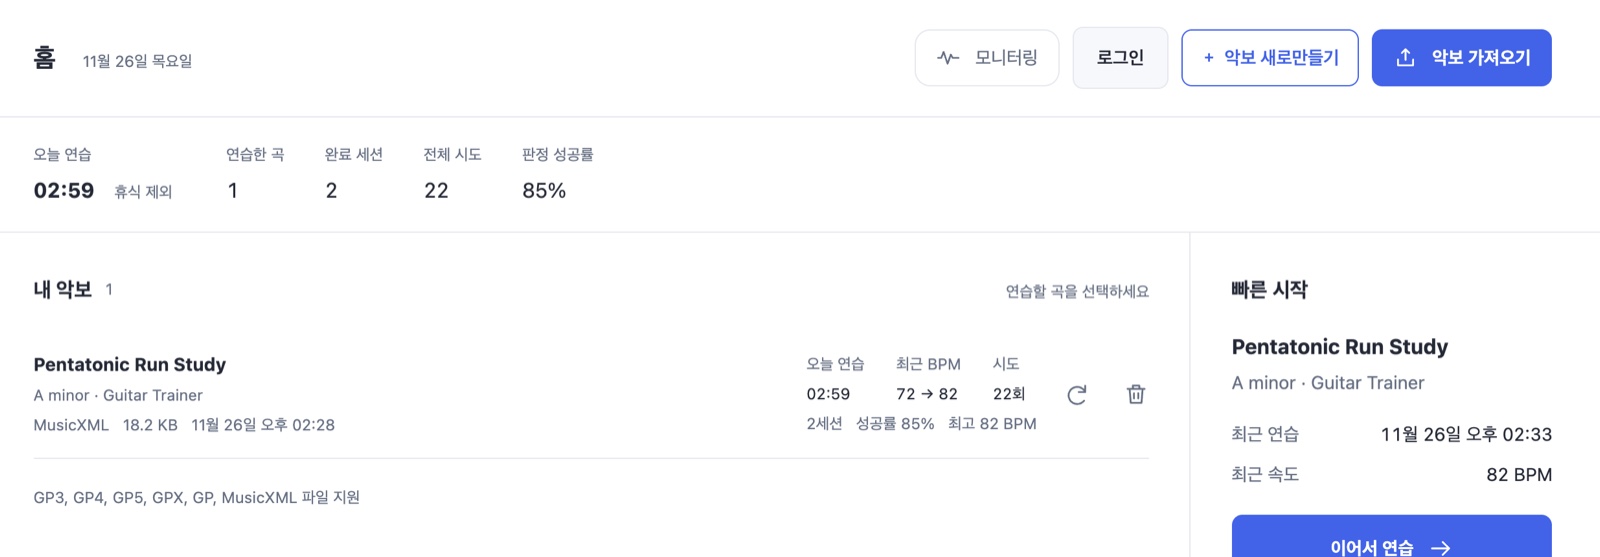 홈 11월 26일 목요일
모니터링
로그인
+ 악보 새로만들기
악보 가져오기
오늘 연습 연습한 곡 완료 세션 전체 시도 판정 성공률
02:59 휴식 제외 1 2 22 85%
내 악보 1
연습할 곡을 선택하세요
Pentatonic Run Study
A minor · Guitar Trainer
MusicXML 18.2 KB 11월 26일 오후 02:28
오늘 연습 최근 BPM 시도
02:59 72 → 82 22회
2세션 성공률 85% 최고 82 BPM
GP3, GP4, GP5, GPX, GP, MusicXML 파일 지원
빠른 시작
Pentatonic Run Study
A minor · Guitar Trainer
최근 연습 11월 26일 오후 02:33
최근 속도 82 BPM
이어서 연습 →